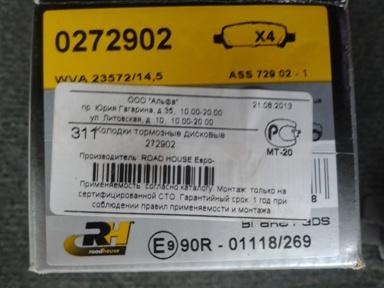 0272902
X4
WVA 23572/14,5
ASS 729 02 - 1
ООО "Альфа"
21.08.2013
пр. Юрия Гагарина, д.35, 10.00-20.00
ул. Литовская, д. 10, 10.00-20.00
311
Колодки тормозные дисковые
272902
Производитель ROAD HOUSE Евро-
МТ-20
Применяемость: согласно каталогу. Монтаж только на
сертифицированной СТО. Гарантийный срок: 1 год при
соблюдении правил применяемости и монтажа
8
RH
roadhouse
E9 90R - 01118/269